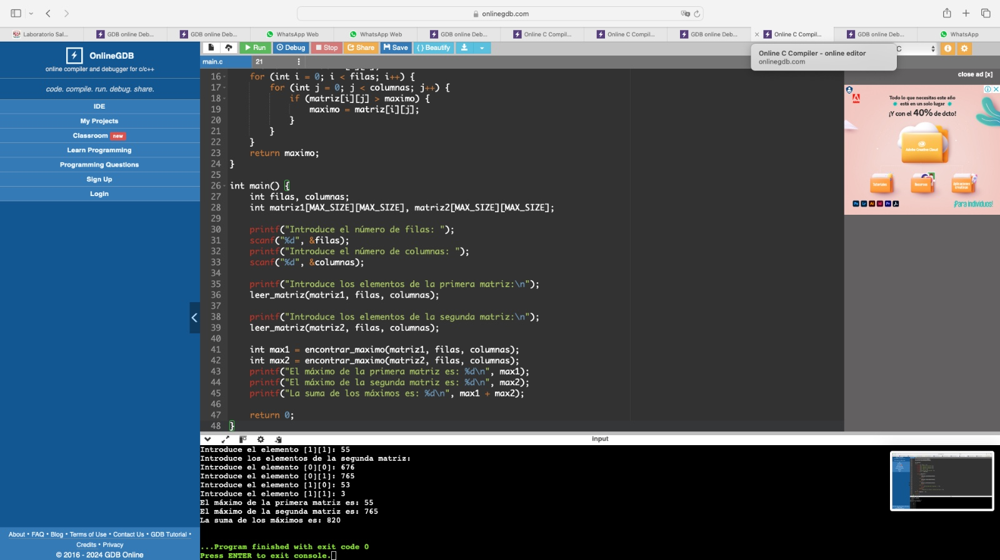 onlinegdb.com
Laboratorio Sal...
GDB online Deb...
GDB online Deb...
WhatsApp Web
WhatsApp Web
GDB online Deb...
Online C Compil...
Online C Compil...
GDB online Deb...
Online C Compil...
GDB online Deb...
WhatsApp
OnlineGDB
online compiler and debugger for c/c++
code. compile. run. debug. share.
IDE
My Projects
Classroom new
Learn Programming
Programming Questions
Sign Up
Login
About • FAQ • Blog • Terms of Use • Contact Us • GDB Tutorial •
Credits • Privacy
© 2016 - 2024 GDB Online
Run Debug Stop Share Save { } Beautify
C
Online C Compiler - online editor
onlinegdb.com
main.c
21
16 for (int i = 0; i < filas; i++) {
17 for (int j = 0; j < columnas; j++) {
18 if (matriz[i][j] > maximo) {
19 maximo = matriz[i][j];
20 }
21 }
22 }
23 return maximo;
24 }
25
26 int main() {
27 int filas, columnas;
28 int matriz1[MAX_SIZE][MAX_SIZE], matriz2[MAX_SIZE][MAX_SIZE];
29
30 printf("Introduce el número de filas: ");
31 scanf("%d", &filas);
32 printf("Introduce el número de columnas: ");
33 scanf("%d", &columnas);
34
35 printf("Introduce los elementos de la primera matriz:\n");
36 leer_matriz(matriz1, filas, columnas);
37
38 printf("Introduce los elementos de la segunda matriz:\n");
39 leer_matriz(matriz2, filas, columnas);
40
41 int max1 = encontrar_maximo(matriz1, filas, columnas);
42 int max2 = encontrar_maximo(matriz2, filas, columnas);
43 printf("El máximo de la primera matriz es: %d\n", max1);
44 printf("El máximo de la segunda matriz es: %d\n", max2);
45 printf("La suma de los máximos es: %d\n", max1 + max2);
46
47 return 0;
48 }
close ad [x]
Todo lo que necesitas este año
está en un solo lugar
¡Y con el 40% de dcto!
Adobe Creative Cloud
Tutoriales
Recursos
Aplicaciones creativas
Ps Lr Ai Id Pr
¡Para individuos!
input
Introduce el elemento [1][1]: 55
Introduce los elementos de la segunda matriz:
Introduce el elemento [0][0]: 676
Introduce el elemento [0][1]: 765
Introduce el elemento [1][0]: 53
Introduce el elemento [1][1]: 3
El máximo de la primera matriz es: 55
El máximo de la segunda matriz es: 765
La suma de los máximos es: 820
...Program finished with exit code 0
Press ENTER to exit console.